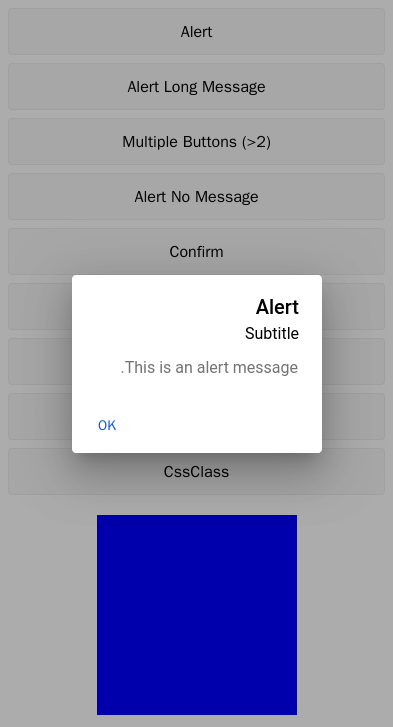 Alert
Alert Long Message
Multiple Buttons (>2)
Alert No Message
Confirm
Alert
Subtitle
.This is an alert message
OK
CssClass